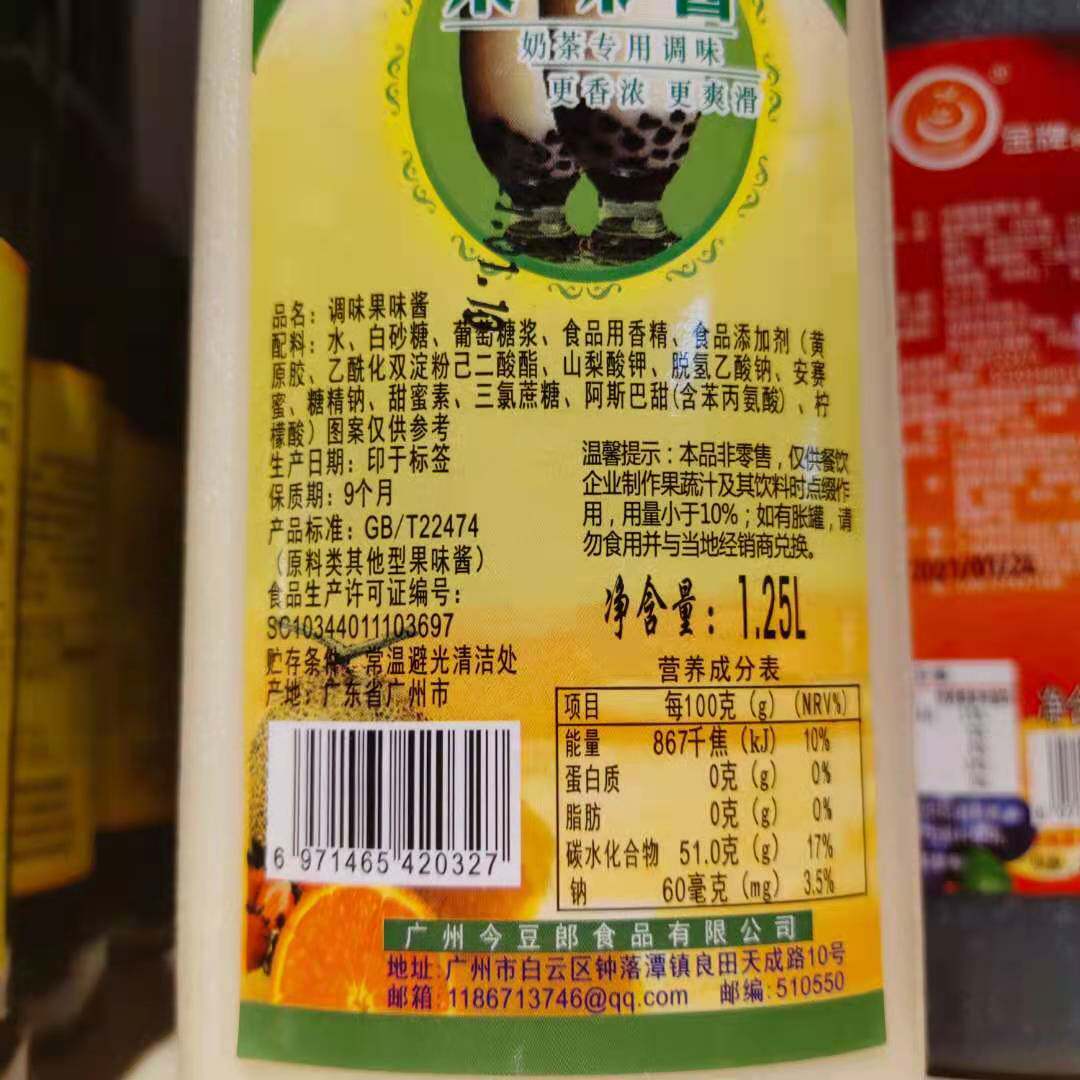 奶茶专用调味
更香浓 更爽滑
品名：调味果味酱
配料：水、白砂糖、葡萄糖浆、食品用香精、食品添加剂（黄
原胶、乙酰化双淀粉己二酸酯、山梨酸钾、脱氢乙酸钠、安赛
蜜、糖精钠、甜蜜素、三氯蔗糖、阿斯巴甜(含苯丙氨酸)、柠
檬酸）图案仅供参考
生产日期：印于标签
保质期：9个月
产品标准：GB/T22474
（原料类其他型果味酱）
食品生产许可证编号：
SC10344011103697
贮存条件：常温避光清洁处
产地：广东省广州市
温馨提示：本品非零售，仅供餐饮
企业制作果蔬汁及其饮料时点缀作
用，用量小于10%；如有胀罐，请
勿食用并与当地经销商兑换。
净含量：1.25L
营养成分表
项目 每100克（g） (NRV%)
能量 867千焦（kJ） 10%
蛋白质 0克（g） 0%
脂肪 0克（g） 0%
碳水化合物 51.0克（g） 17%
钠 60毫克（mg） 3.5%
6 971465 420327
广州今豆郎食品有限公司
地址:广州市白云区钟落潭镇良田天成路10号
邮箱:1186713746@qq.com 邮编:510550
金牌
2021/01/24
净含